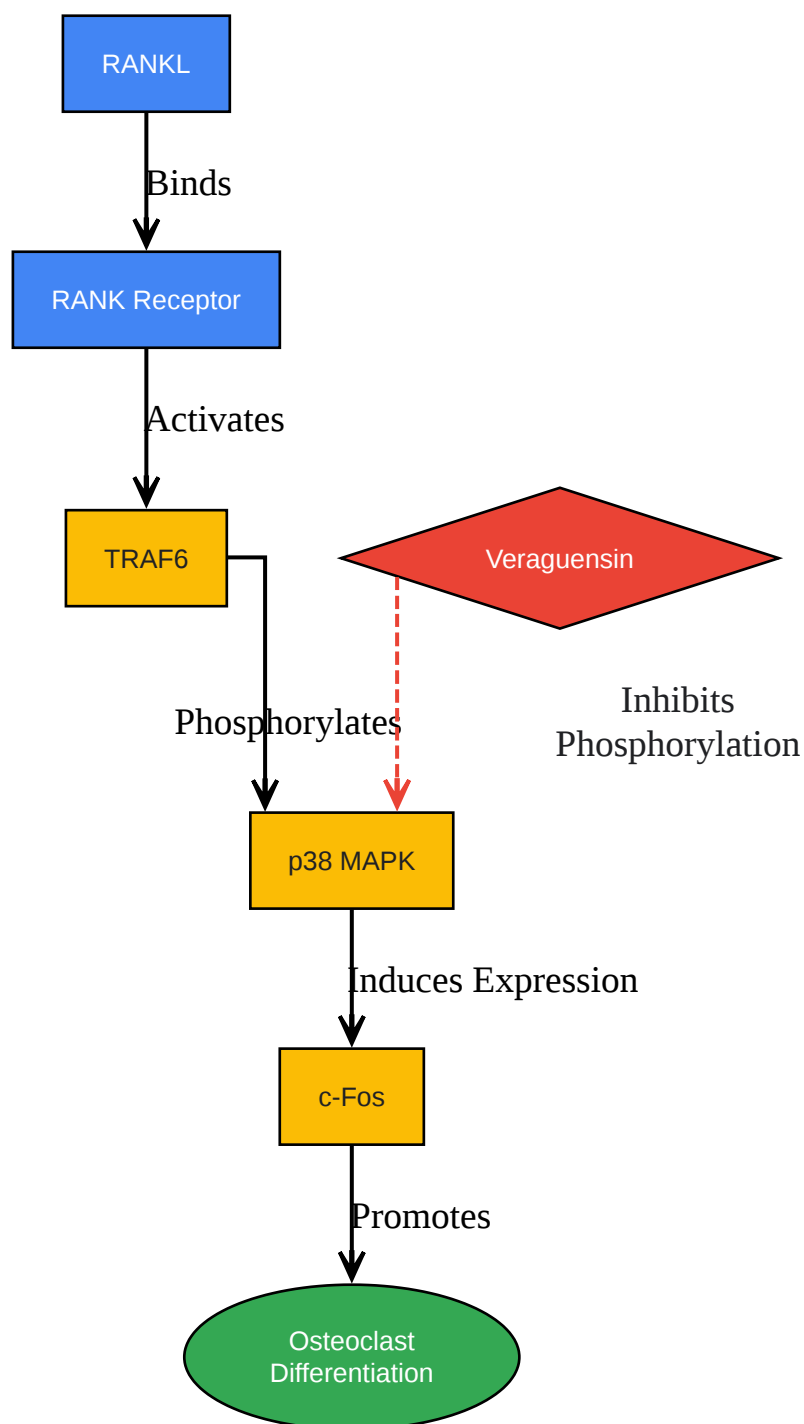 RANKL
Binds
RANK Receptor
Activates
TRAF6
Veraguensin
Inhibits
Phosphorylation
Phosphorylates
p38 MAPK
Induces Expression
c-Fos
Promotes
Osteoclast
Differentiation